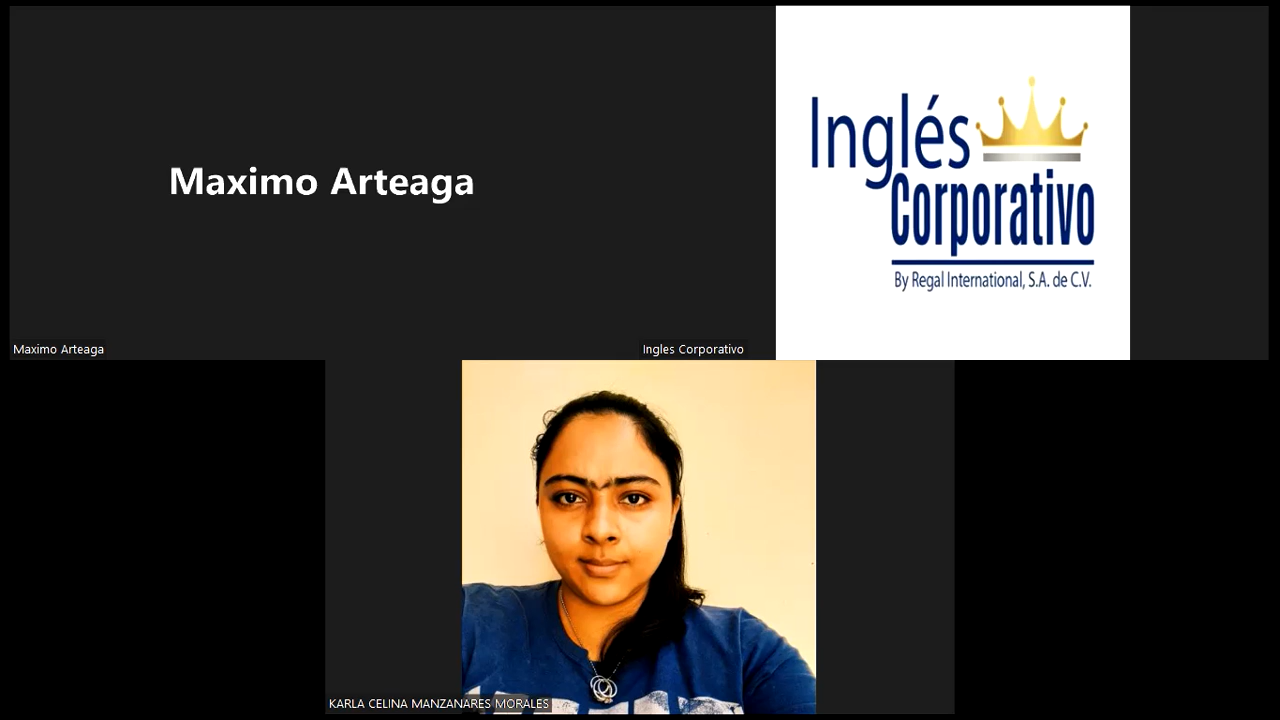 Maximo Arteaga
Maximo Arteaga
Inglés
Corporativo
By Regal International, S.A. de C.V.
Ingles Corporativo
KARLA CELINA MANZANARES MORALES